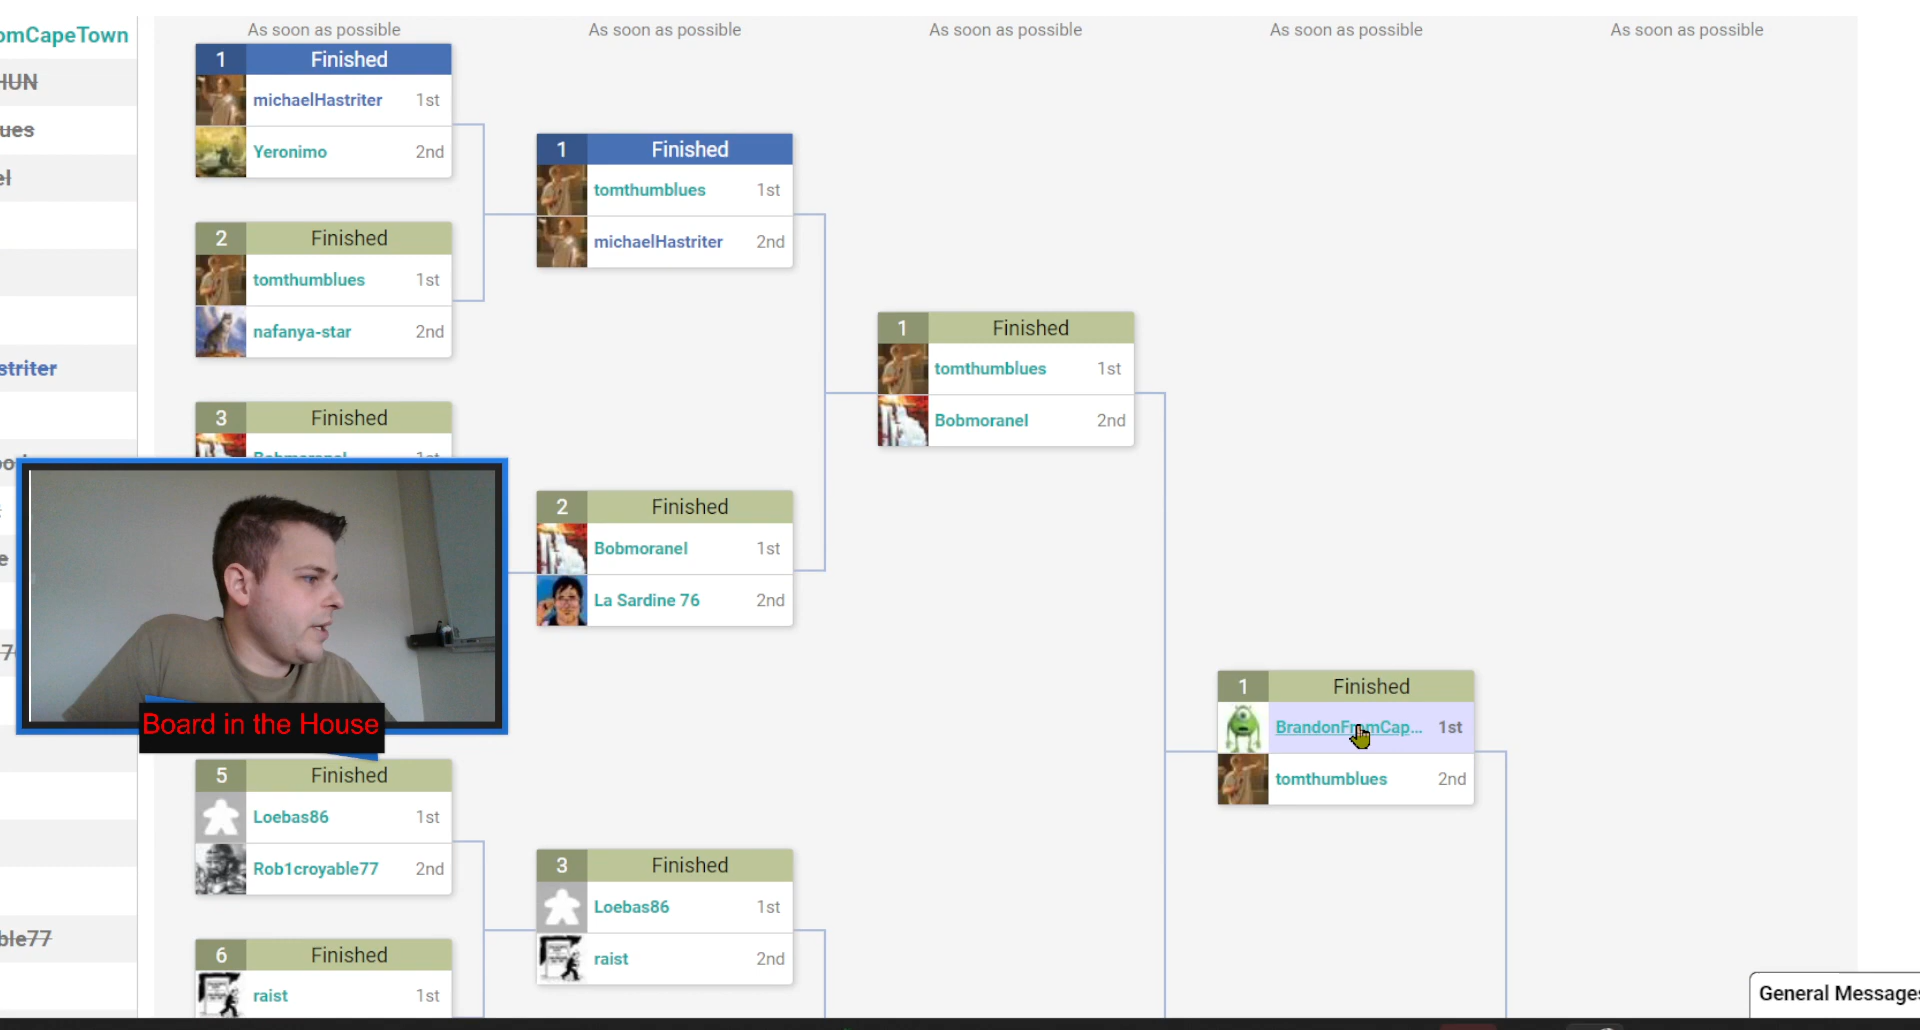 omCapeTown
HUN
ues
el
striter
e
ble77
As soon as possible
As soon as possible
As soon as possible
As soon as possible
As soon as possible
1 Finished
michaelHastriter 1st
Yeronimo 2nd
2 Finished
tomthumblues 1st
nafanya-star 2nd
3 Finished
Bobmoranel 1st
Board in the House
5 Finished
Loebas86 1st
Rob1croyable77 2nd
6 Finished
raist 1st
1 Finished
tomthumblues 1st
michaelHastriter 2nd
2 Finished
Bobmoranel 1st
La Sardine 76 2nd
3 Finished
Loebas86 1st
raist 2nd
1 Finished
tomthumblues 1st
Bobmoranel 2nd
1 Finished
BrandonFromCap... 1st
tomthumblues 2nd
General Messages